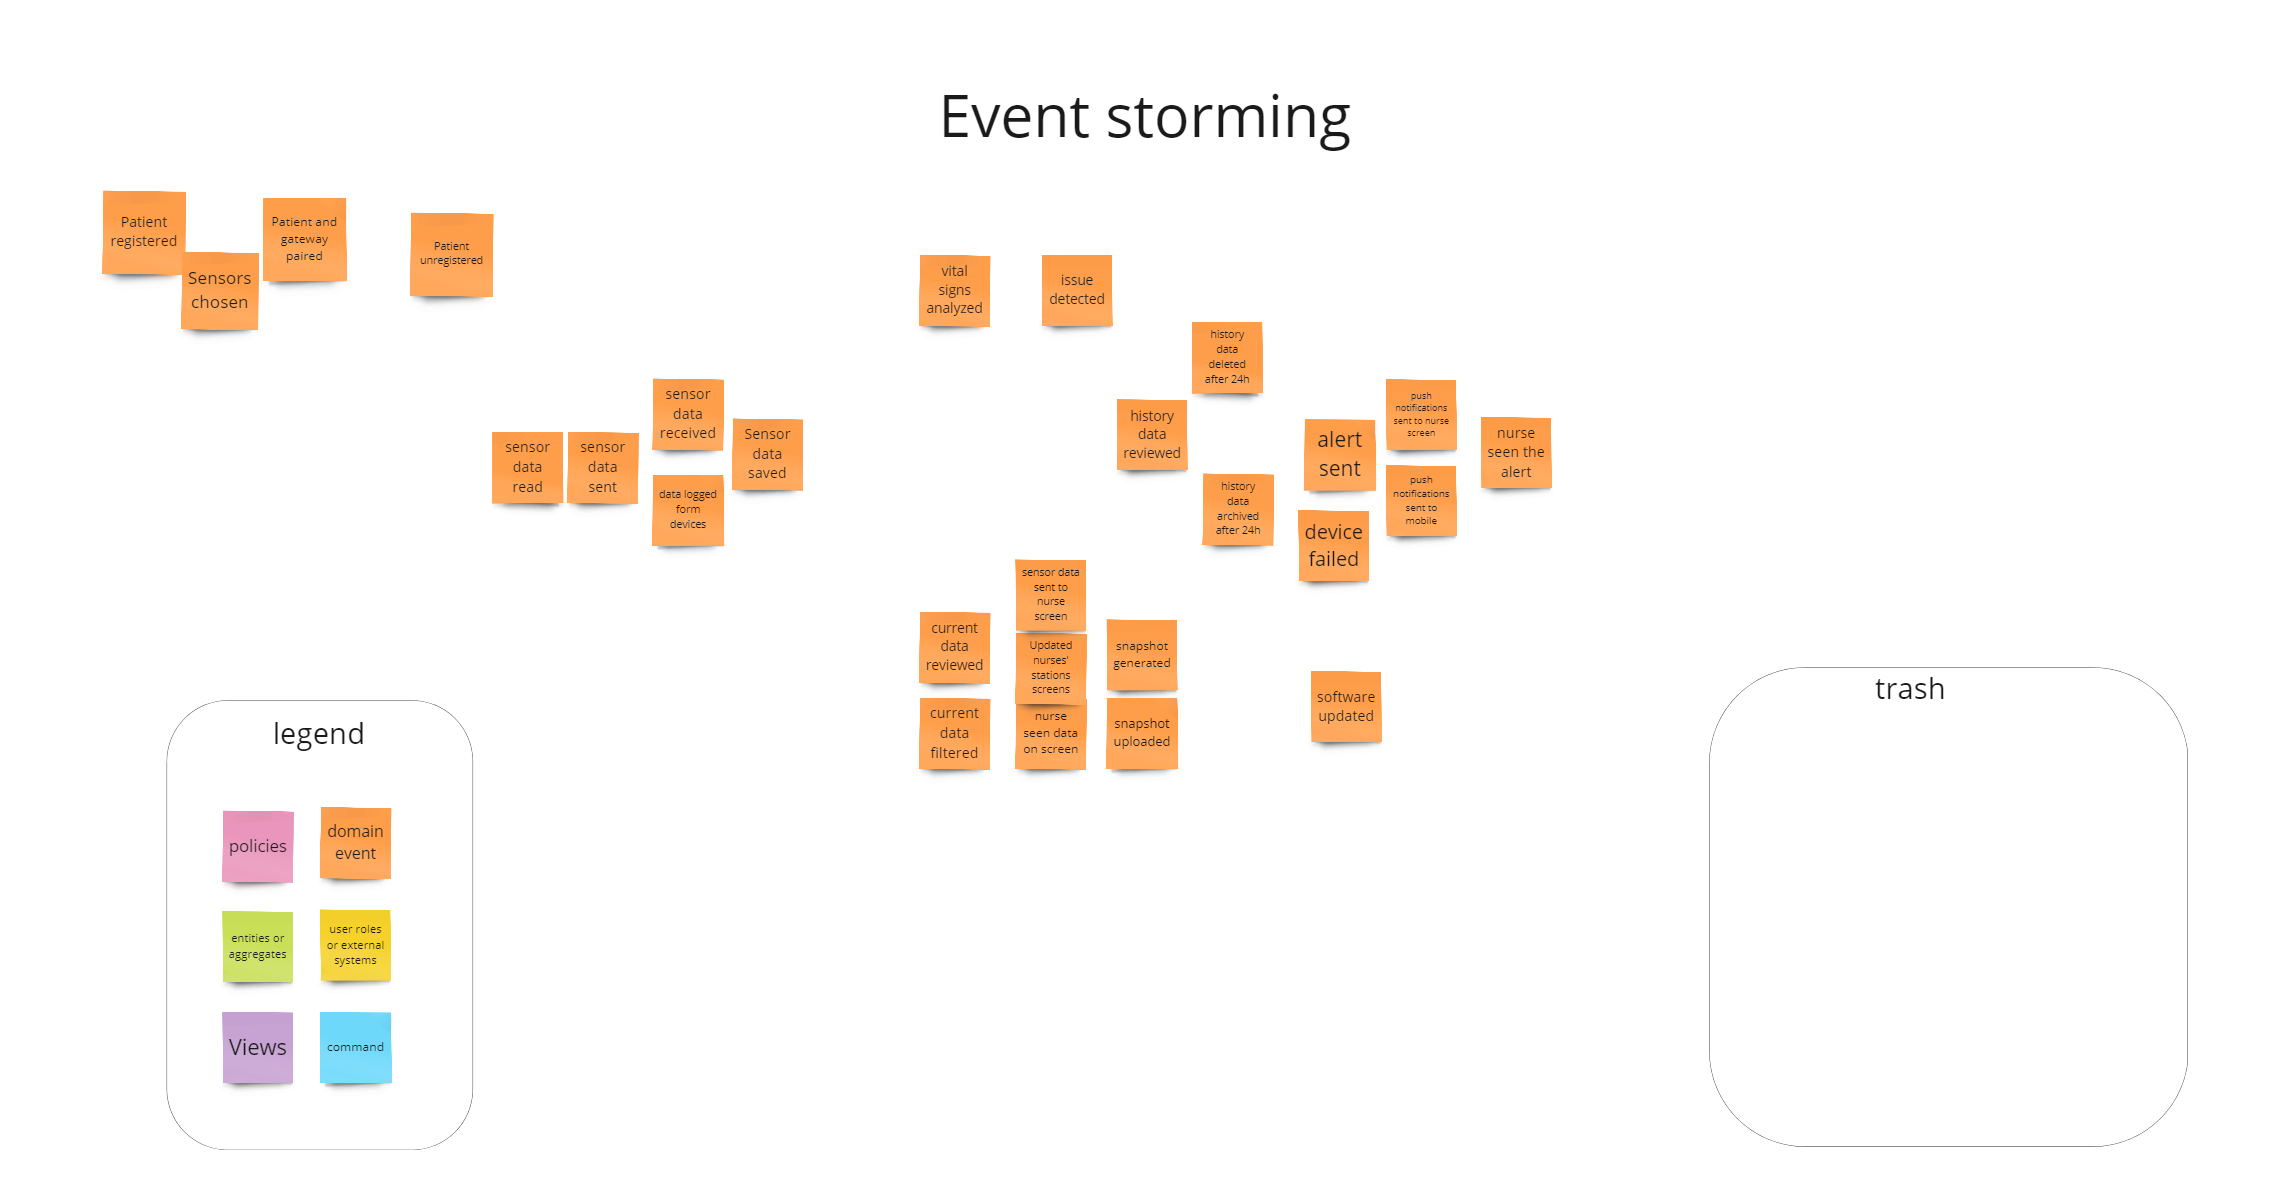 Event storming
Patient
registered
Sensors
chosen
Patient and
gateway
paired
Patient
unregistered
vital
signs
analyzed
issue
detected
history
data
deleted
after 24h
history
data
reviewed
history
data
archived
after 24h
sensor
data
read
sensor
data
sent
sensor
data
received
data logged
form
devices
Sensor
data
saved
alert
sent
device
failed
push
notifications
sent to nurse
screen
push
notifications
sent to
mobile
nurse
seen the
alert
current
data
reviewed
current
data
filtered
sensor data
sent to
nurse
screen
Updated
nurses'
stations
screens
nurse
seen data
on screen
snapshot
generated
snapshot
uploaded
software
updated
legend
policies
domain
event
entities or
aggregates
user roles
or external
systems
Views
command
trash